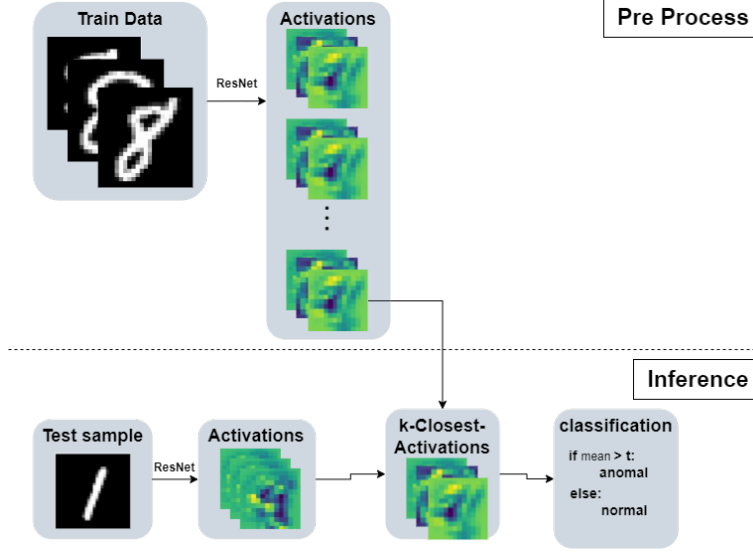 Train Data
Activations
Pre Process
ResNet
Inference
Test sample
Activations
k-Closest-
Activations
classification
ResNet
if mean > t:
anomal
else:
normal